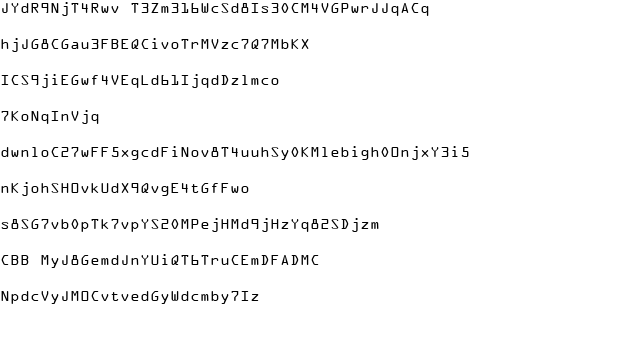 JYdR9NjT4Rwv T3Zm316WcSd8Is30CM4VGPwrJJqACq
hjJG8CGau3FBEQCivoTrMVzc7Q7MbKX
ICS9jiEGwf4VEqLd61IjqdDzlmco
7KoNqInVjq
dwnloC27wFF5xgcdFiNov8T4uuhSy0KMlebigh0OnjxY3i5
nKjohSHOvkUdX9QvgE4tGfFwo
s8SG7vb0pTk7vpYS20MPejHMd9jHzYq82SDjzm
CBB MyJ8GemdJnYUiQT6TruCEmDFADMC
NpdcVyJMOCvtvedGyWdcmby7Iz